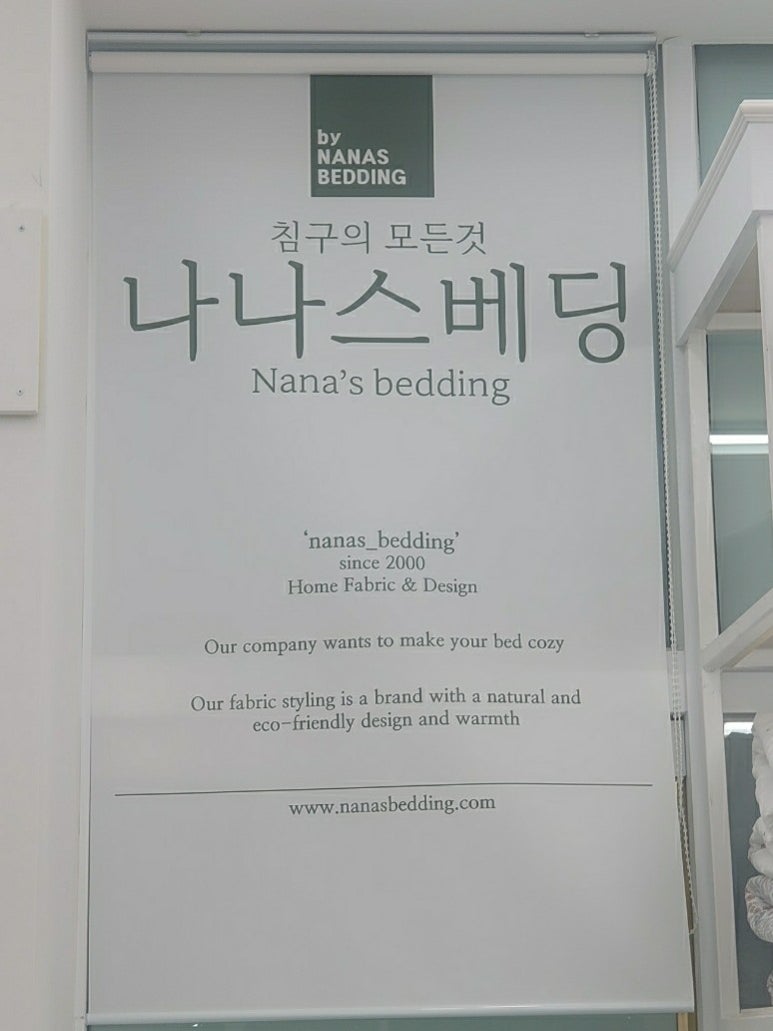 by
NANAS
BEDDING
침구의 모든것
나나스베딩
Nana's bedding
'nanas_bedding'
since 2000
Home Fabric & Design
Our company wants to make your bed cozy
Our fabric styling is a brand with a natural and
eco-friendly design and warmth
www.nanasbedding.com